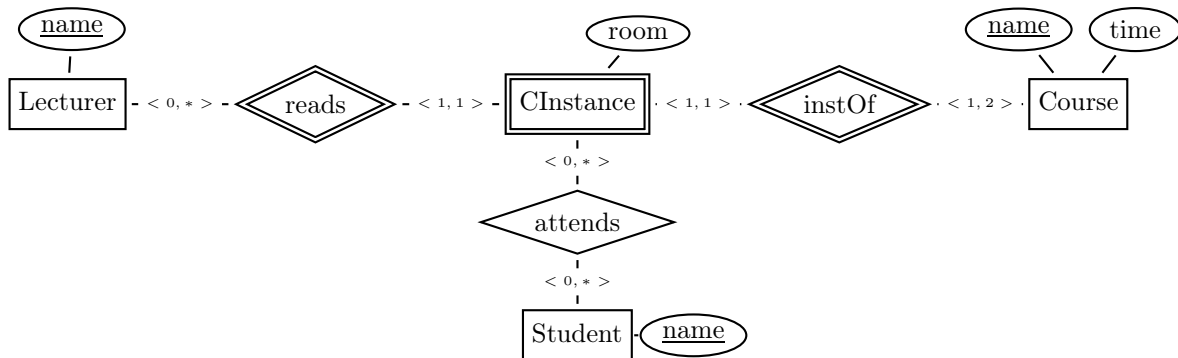 name
room
name
time
Lecturer
< 0, * >
reads
< 1, 1 >
CInstance
< 1, 1 >
instOf
< 1, 2 >
Course
< 0, * >
attends
< 0, * >
Student
name